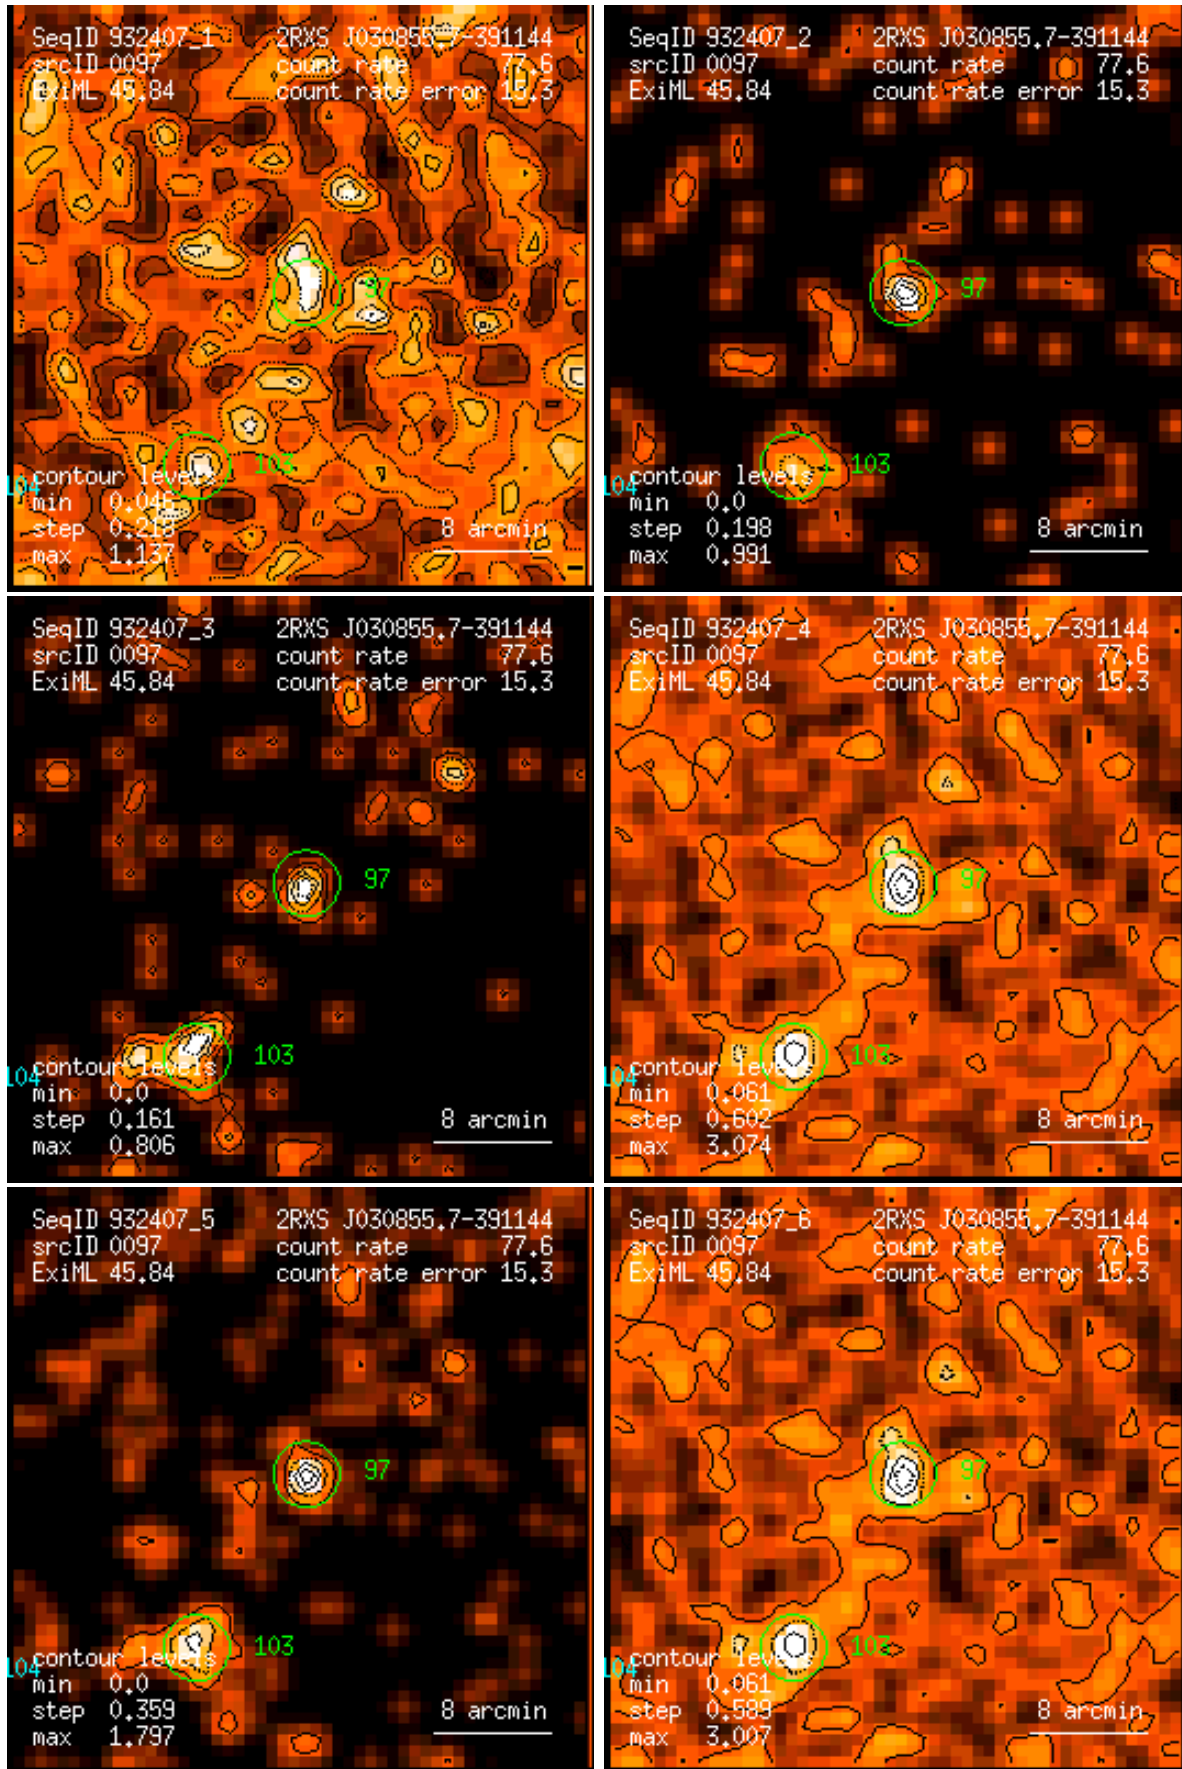 SeqID 932407_1 2RXS J030855.7-391144
srcID 0097 count rate 77.6
ExiML 45.84 count rate error 15.3
97
103
104
contour levels
min 0.046
step 0.218
max 1.137
8 arcmin
SeqID 932407_2 2RXS J030855.7-391144
srcID 0097 count rate 77.6
ExiML 45.84 count rate error 15.3
97
103
104
contour levels
min 0.0
step 0.198
max 0.991
8 arcmin
SeqID 932407_3 2RXS J030855.7-391144
srcID 0097 count rate 77.6
ExiML 45.84 count rate error 15.3
97
103
104
contour levels
min 0.0
step 0.161
max 0.806
8 arcmin
SeqID 932407_4 2RXS J030855.7-391144
srcID 0097 count rate 77.6
ExiML 45.84 count rate error 15.3
97
103
104
contour levels
min 0.061
step 0.602
max 3.074
8 arcmin
SeqID 932407_5 2RXS J030855.7-391144
srcID 0097 count rate 77.6
ExiML 45.84 count rate error 15.3
97
103
104
contour levels
min 0.0
step 0.359
max 1.797
8 arcmin
SeqID 932407_6 2RXS J030855.7-391144
srcID 0097 count rate 77.6
ExiML 45.84 count rate error 15.3
97
103
104
contour levels
min 0.061
step 0.589
max 3.007
8 arcmin